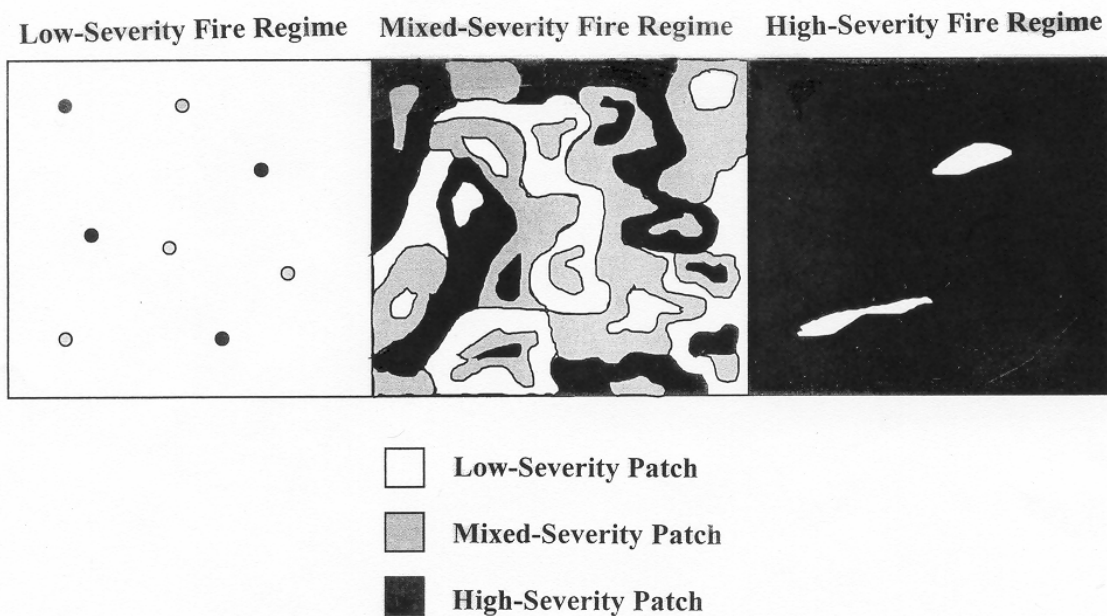 Low-Severity Fire Regime Mixed-Severity Fire Regime High-Severity Fire Regime
Low-Severity Patch
Mixed-Severity Patch
High-Severity Patch